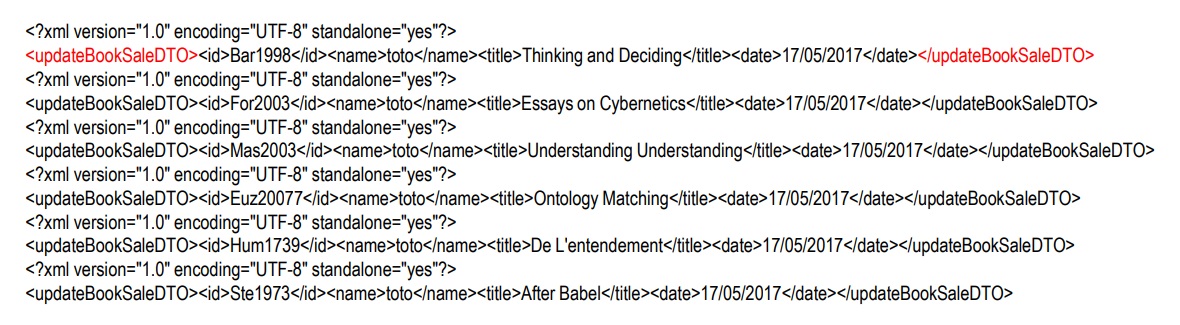 <?xml version="1.0" encoding="UTF-8" standalone="yes"?>
<updateBookSaleDTO><id>Bar1998</id><name>toto</name><title>Thinking and Deciding</title><date>17/05/2017</date></updateBookSaleDTO>
<?xml version="1.0" encoding="UTF-8" standalone="yes"?>
<updateBookSaleDTO><id>For2003</id><name>toto</name><title>Essays on Cybernetics</title><date>17/05/2017</date></updateBookSaleDTO>
<?xml version="1.0" encoding="UTF-8" standalone="yes"?>
<updateBookSaleDTO><id>Mas2003</id><name>toto</name><title>Understanding Understanding</title><date>17/05/2017</date></updateBookSaleDTO>
<?xml version="1.0" encoding="UTF-8" standalone="yes"?>
<updateBookSaleDTO><id>Euz20077</id><name>toto</name><title>Ontology Matching</title><date>17/05/2017</date></updateBookSaleDTO>
<?xml version="1.0" encoding="UTF-8" standalone="yes"?>
<updateBookSaleDTO><id>Hum1739</id><name>toto</name><title>De L'entendement</title><date>17/05/2017</date></updateBookSaleDTO>
<?xml version="1.0" encoding="UTF-8" standalone="yes"?>
<updateBookSaleDTO><id>Ste1973</id><name>toto</name><title>After Babel</title><date>17/05/2017</date></updateBookSaleDTO>